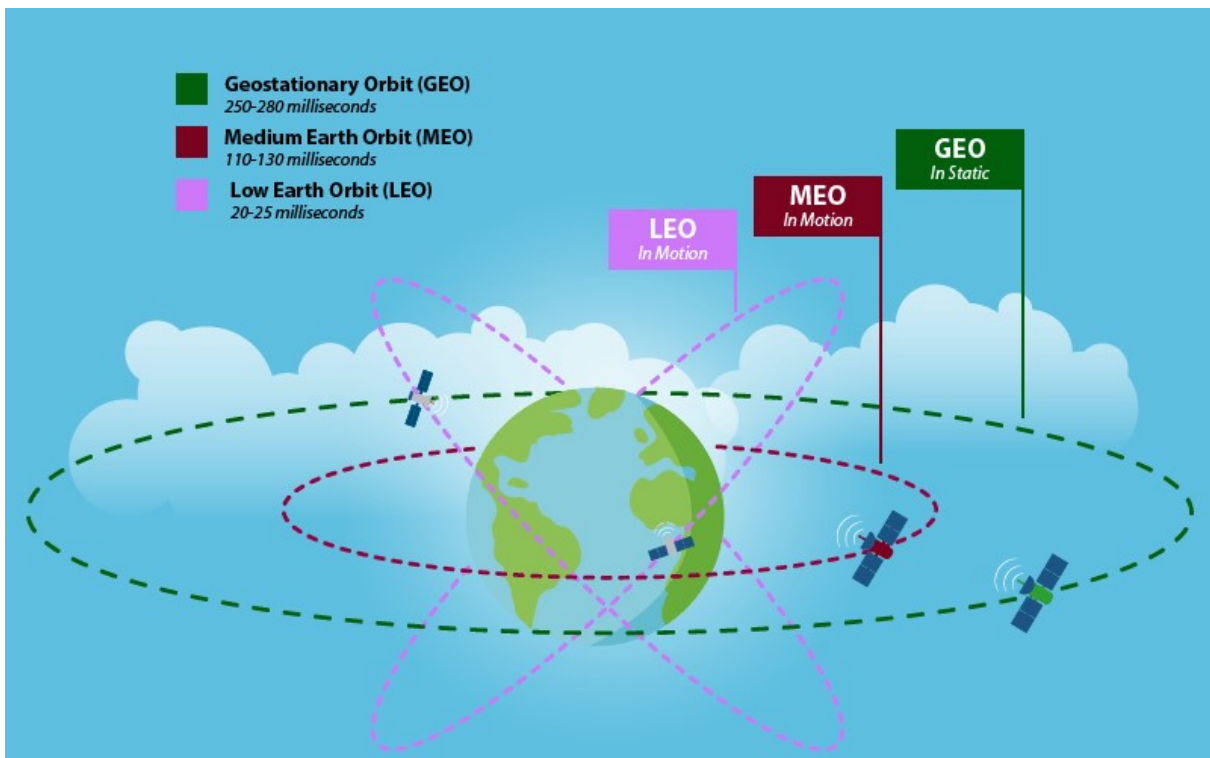 Geostationary Orbit (GEO)
250-280 milliseconds
Medium Earth Orbit (MEO)
110-130 milliseconds
Low Earth Orbit (LEO)
20-25 milliseconds
LEO
In Motion
MEO
In Motion
GEO
In Static